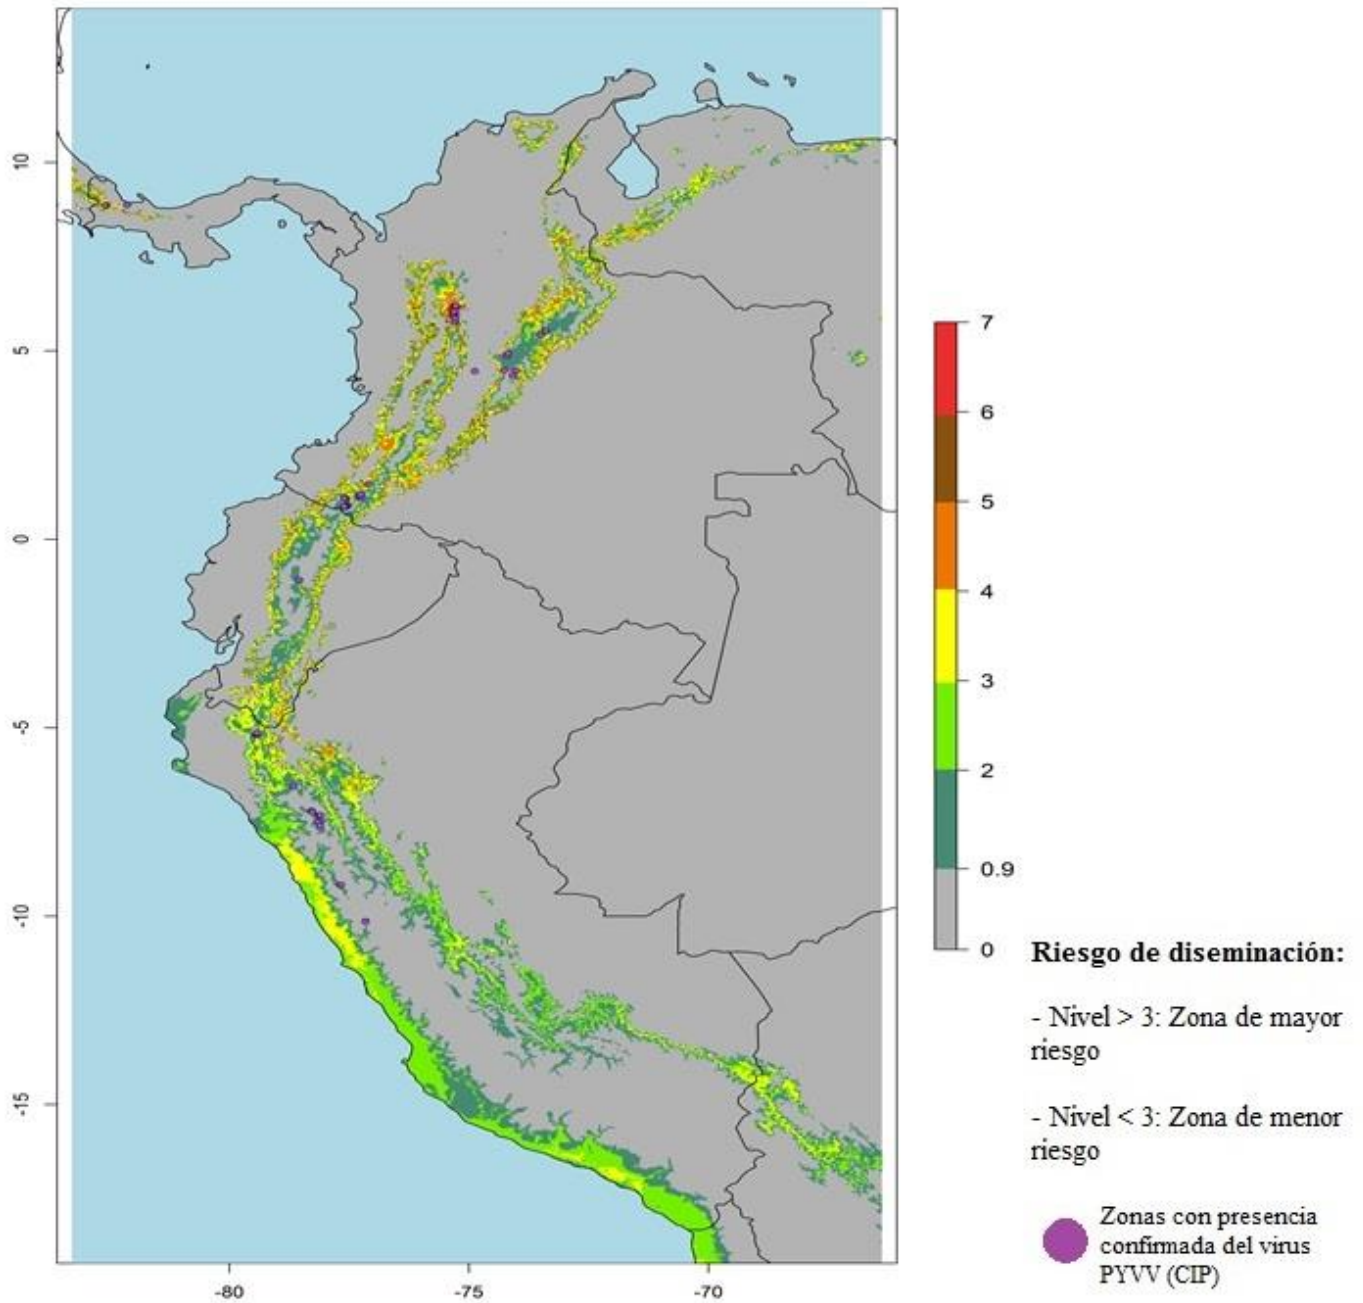 10
5
0
-5
-10
-15
-80
-75
-70
7
6
5
4
3
2
0.9
0
Riesgo de diseminación:
- Nivel > 3: Zona de mayor
riesgo
- Nivel < 3: Zona de menor
riesgo
Zonas con presencia
confirmada del virus
PYVV (CIP)